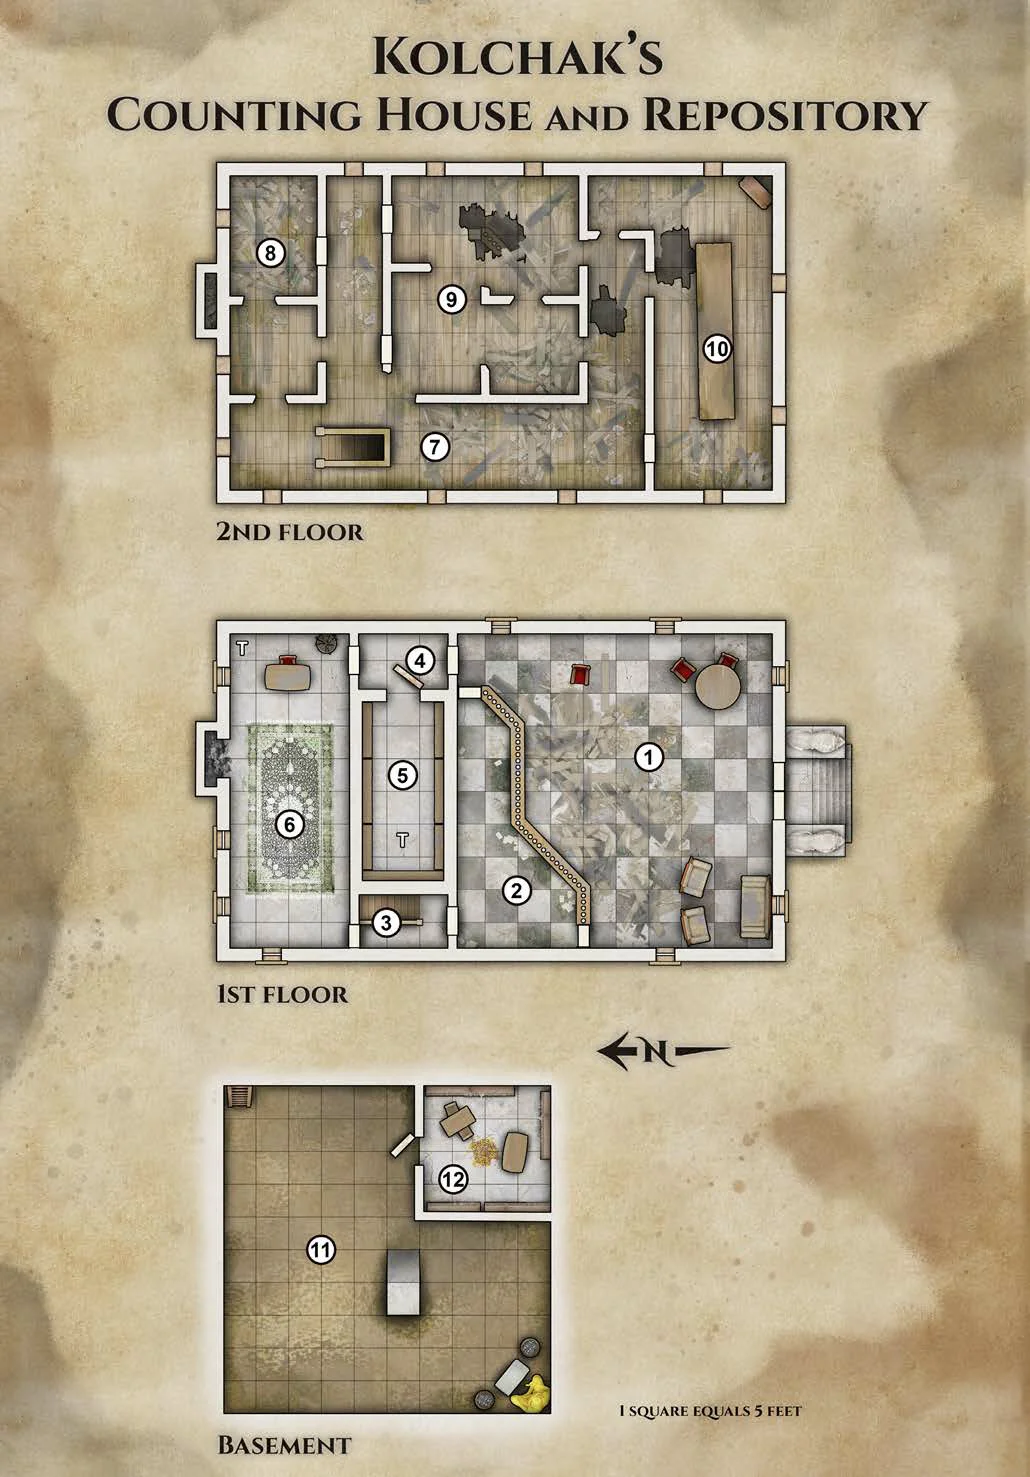 Kolchak's
Counting House and Repository
8
9
10
7
2nd floor
T
4
1
5
6
T
2
3
1st floor
N
12
11
1 square equals 5 feet
Basement